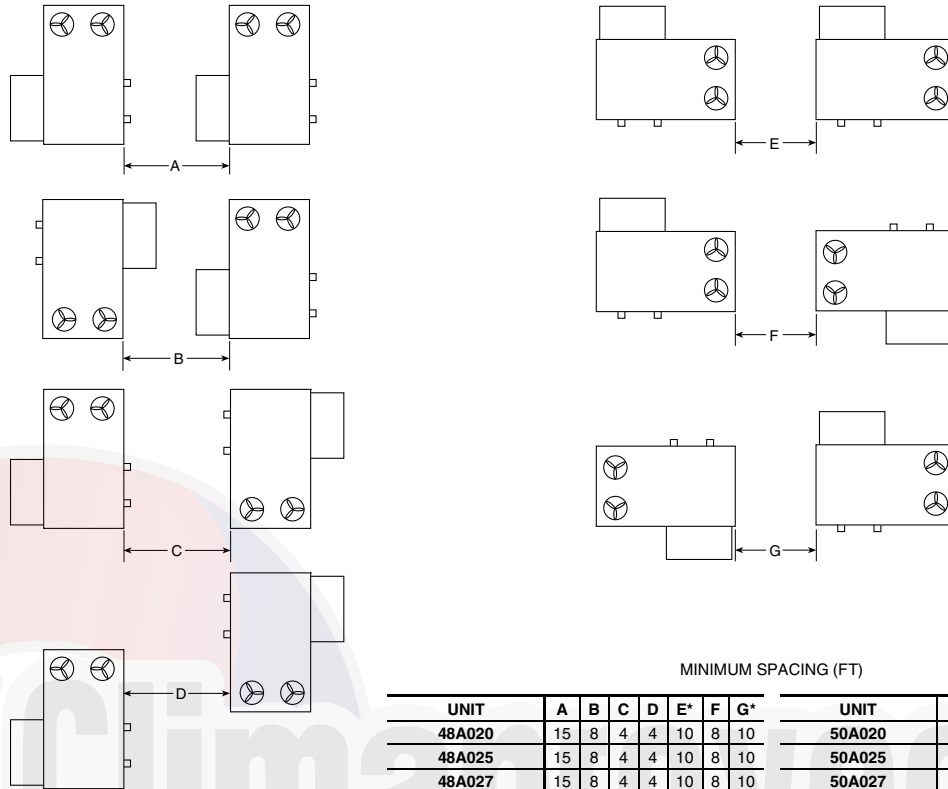 A
E
B
F
C
G
D
MINIMUM SPACING (FT)
UNIT A B C D E* F G* UNIT
48A020 15 8 4 4 10 8 10 50A020
48A025 15 8 4 4 10 8 10 50A025
48A027 15 8 4 4 10 8 10 50A027